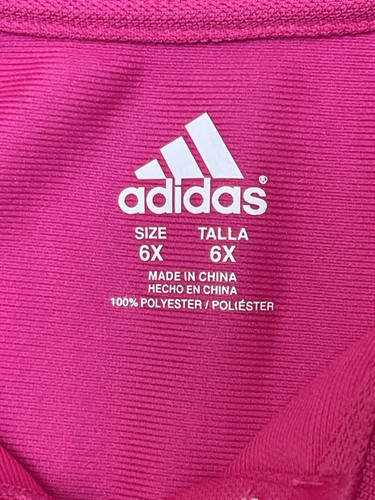 adidas®
SIZE TALLA
6X 6X
MADE IN CHINA
HECHO EN CHINA
100% POLYESTER / POLIÉSTER